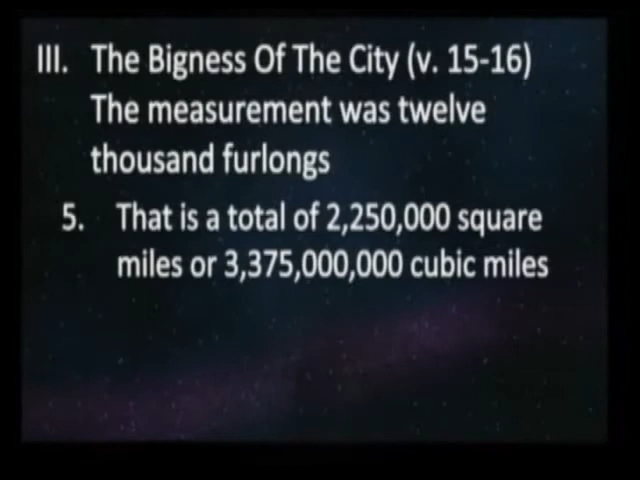 III. The Bigness Of The City (v. 15-16)
The measurement was twelve
thousand furlongs
5. That is a total of 2,250,000 square
miles or 3,375,000,000 cubic miles